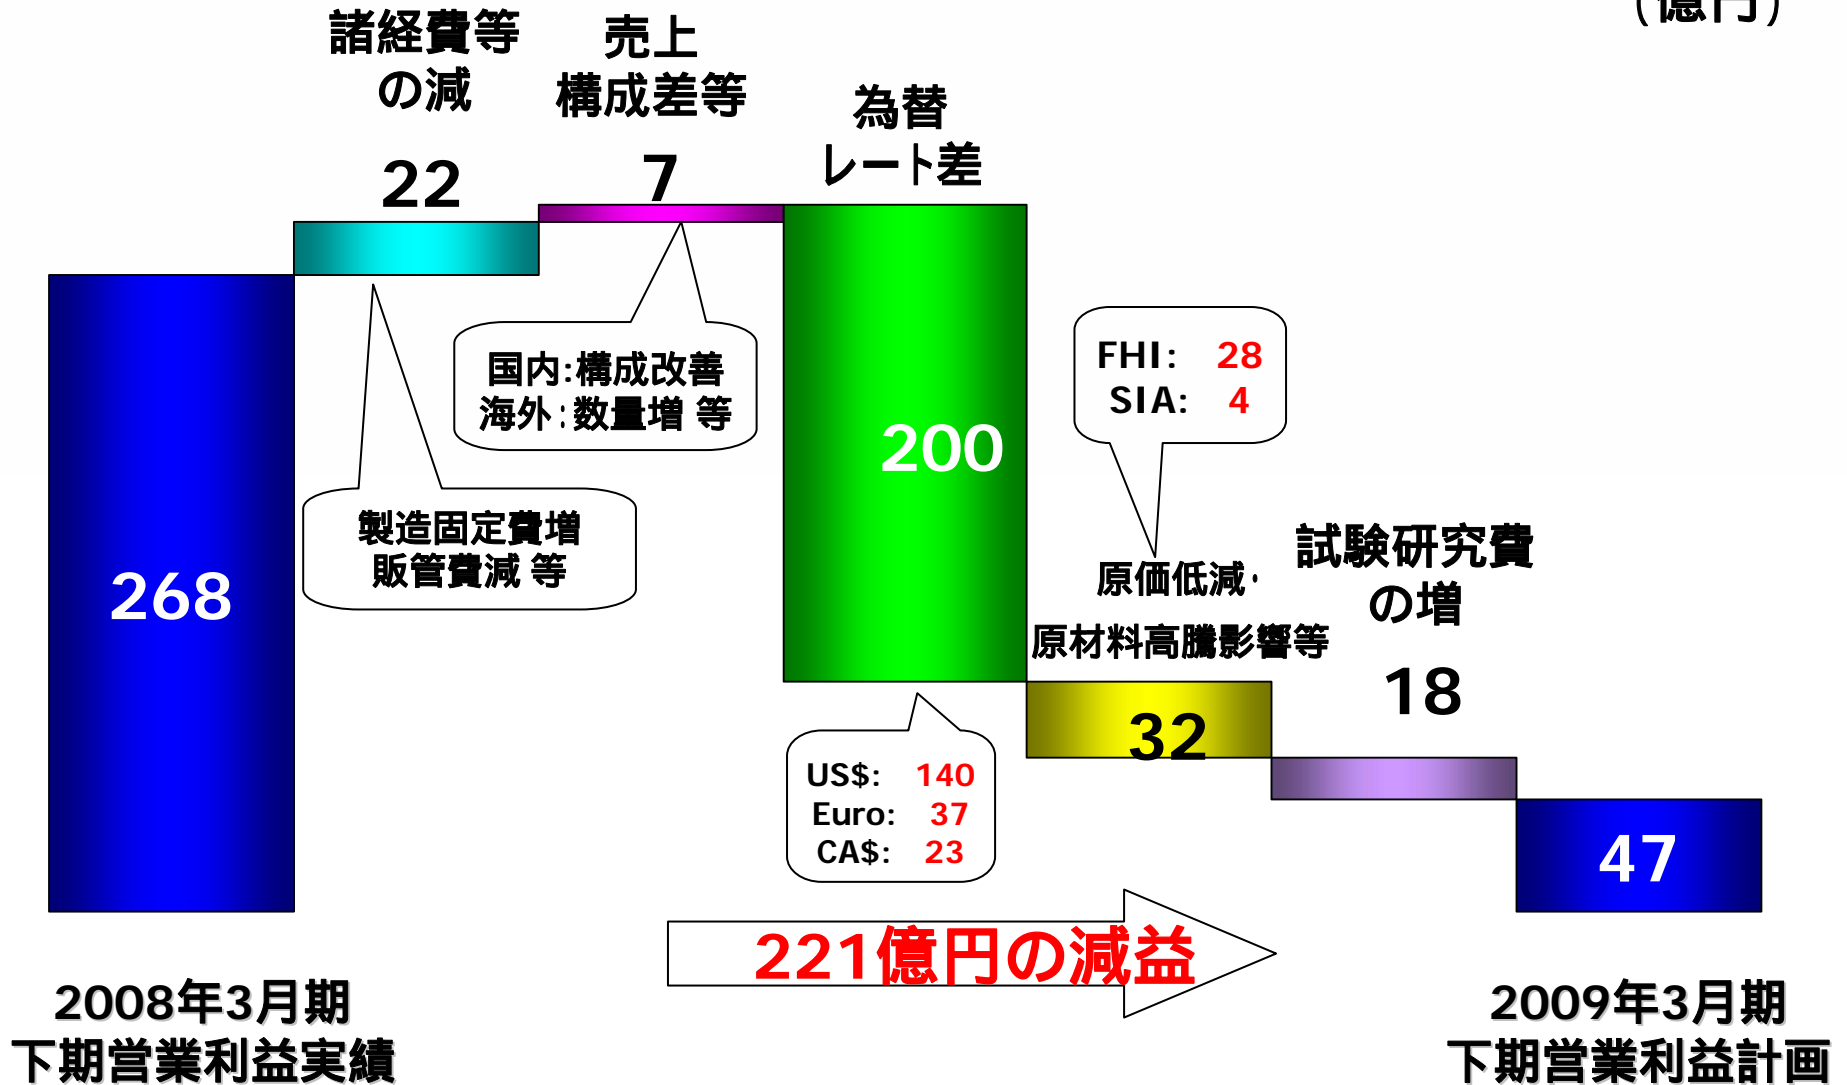 (億円)
諸経費等
の減
22
売上
構成差等
7
為替
レート差
200
国内:構成改善
海外:数量増 等
製造固定費増
販管費減 等
268
FHI: 28
SIA: 4
原価低減・
原材料高騰影響等
32
試験研究費
の増
18
US$: 140
Euro: 37
CA$: 23
47
221億円の減益
2008年3月期
下期営業利益実績
2009年3月期
下期営業利益計画